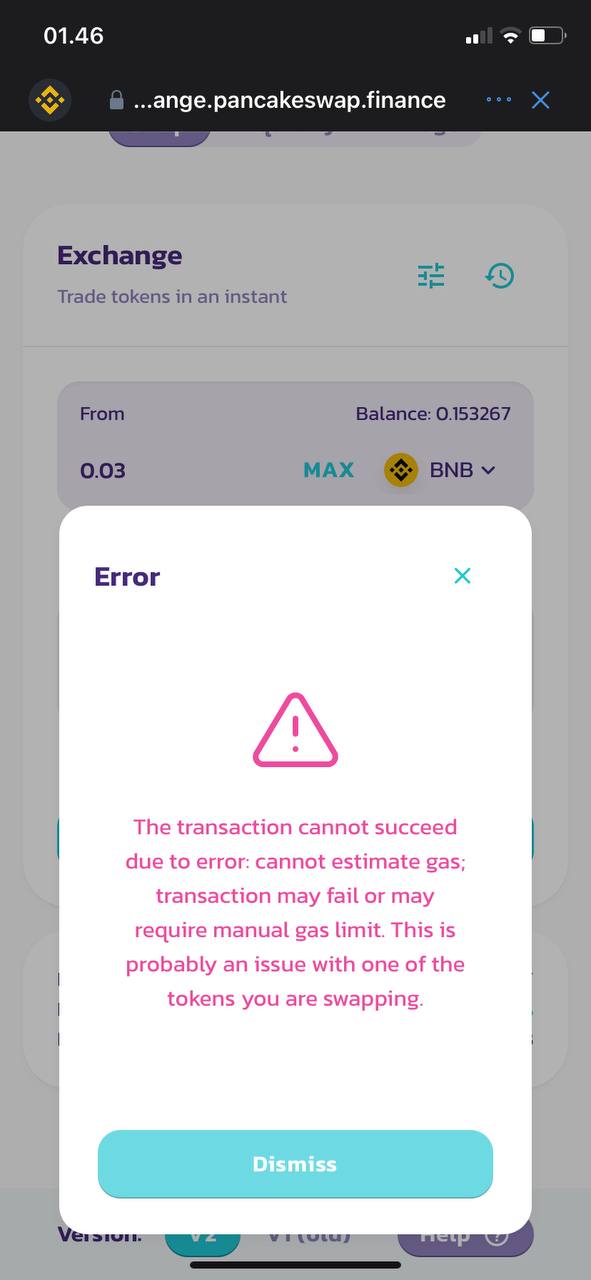 01.46
...ange.pancakeswap.finance
Exchange
Trade tokens in an instant
From Balance: 0.153267
0.03 MAX BNB
Error
The transaction cannot succeed
due to error: cannot estimate gas;
transaction may fail or may
require manual gas limit. This is
probably an issue with one of the
tokens you are swapping.
Dismiss
Version: V2 V1 (old) Help